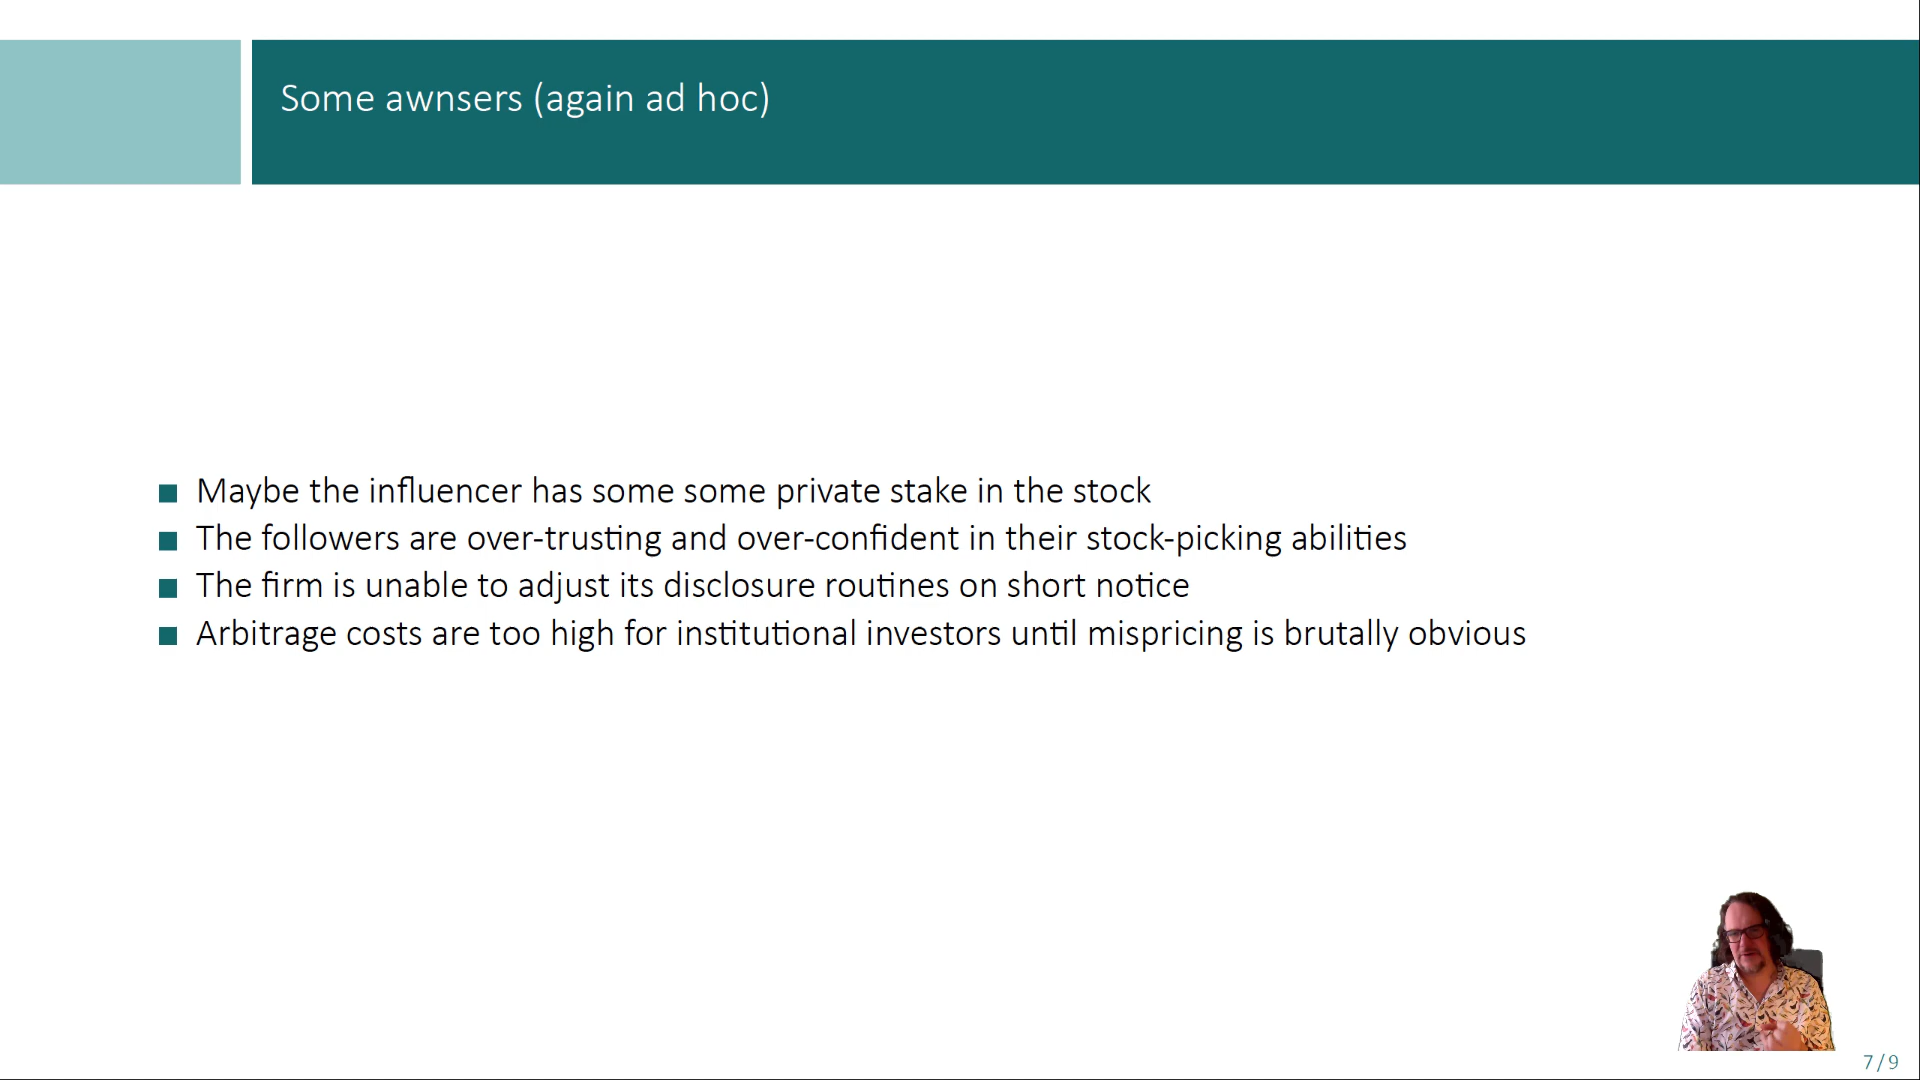 Some awnsers (again ad hoc)
Maybe the influencer has some some private stake in the stock
The followers are over-trusting and over-confident in their stock-picking abilities
The firm is unable to adjust its disclosure routines on short notice
Arbitrage costs are too high for institutional investors until mispricing is brutally obvious
7 / 9